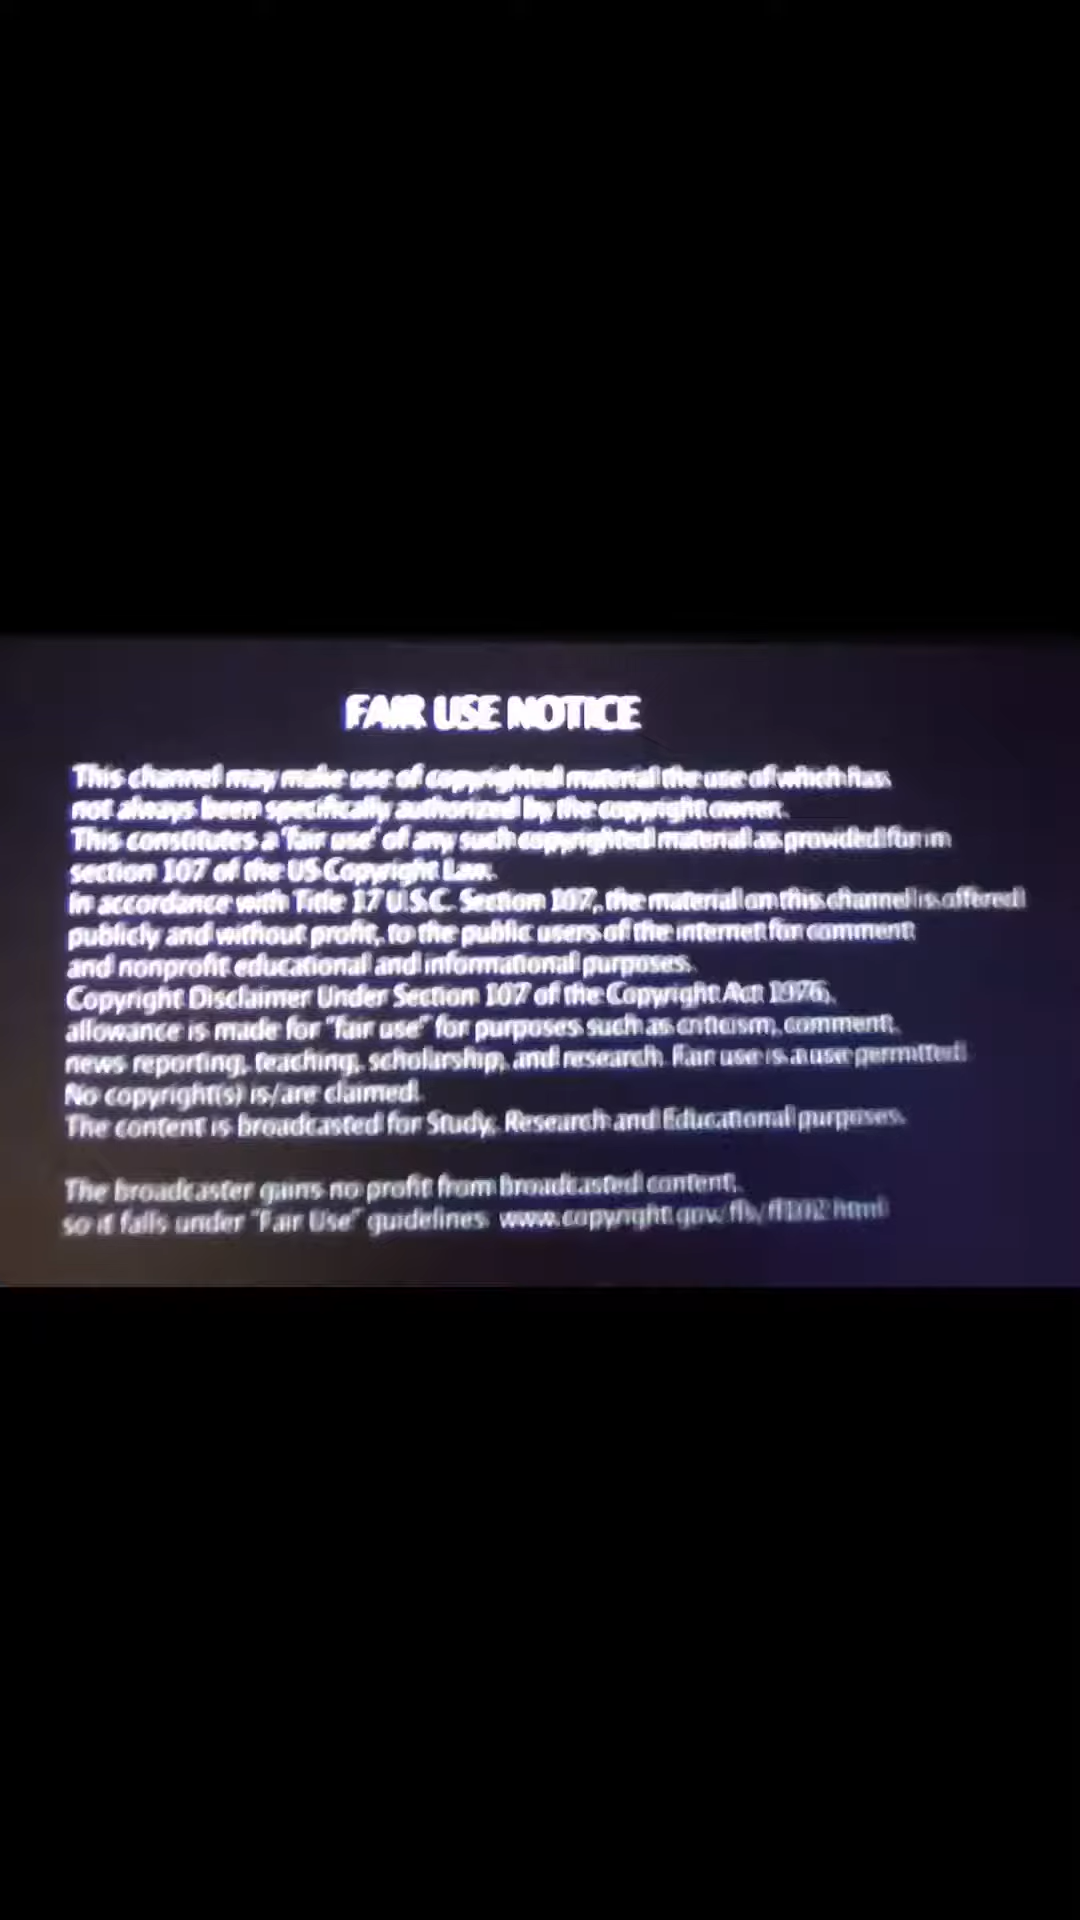 FAIR USE NOTICE
This channel may make use of copyrighted material the use of which has
not always been specifically authorized by the copyright owner.
This constitutes a 'fair use' of any such copyrighted material as provided for in
section 107 of the US Copyright Law.
In accordance with Title 17 U.S.C. Section 107, the material on this channel is offered
publicly and without profit, to the public users of the internet for comment
and nonprofit educational and informational purposes.
Copyright Disclaimer Under Section 107 of the Copyright Act 1976,
allowance is made for "fair use" for purposes such as criticism, comment,
news reporting, teaching, scholarship, and research. Fair use is a use permitted
No copyright(s) is/are claimed.
The content is broadcasted for Study, Research and Educational purposes.
The broadcaster gains no profit from broadcasted content,
so it falls under "Fair Use" guidelines www.copyright.gov/fls/fl102.html